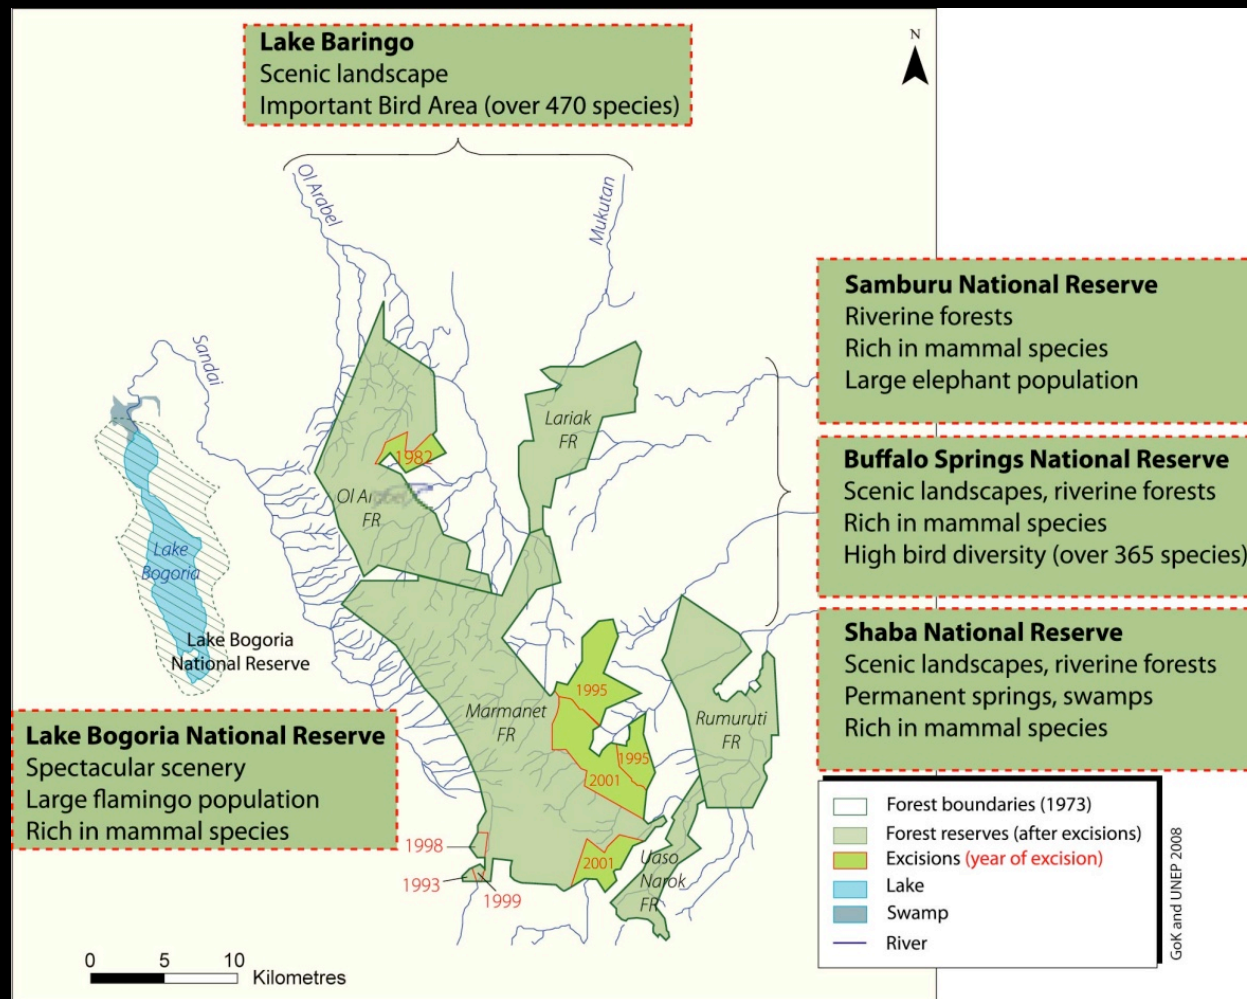 Lake Baringo
Scenic landscape
Important Bird Area (over 470 species)
N
Ol Arabel
Mukutan
Samburu National Reserve
Riverine forests
Rich in mammal species
Large elephant population
Sandai
Lariak
FR
1982
Buffalo Springs National Reserve
Scenic landscapes, riverine forests
Rich in mammal species
High bird diversity (over 365 species)
Ol
FR
Lake
Bogoria
Lake Bogoria
National Reserve
Shaba National Reserve
Scenic landscapes, riverine forests
Permanent springs, swamps
Rich in mammal species
1995
Marmanet
FR
Rumuruti
FR
1995
2001
Lake Bogoria National Reserve
Spectacular scenery
Large flamingo population
Rich in mammal species
1998
1993
1999
2001
Uaso
Narok
FR
Forest boundaries (1973)
Forest reserves (after excisions)
Excisions (year of excision)
Lake
Swamp
River
GoK and UNEP 2008
0 5 10
Kilometres